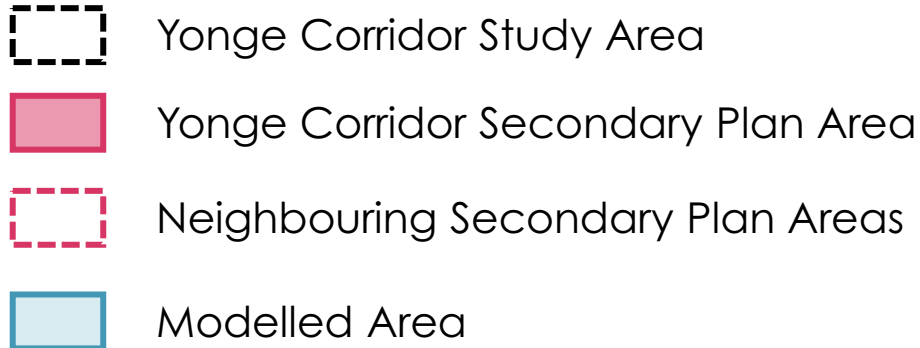 Yonge Corridor Study Area
Yonge Corridor Secondary Plan Area
Neighbouring Secondary Plan Areas
Modelled Area